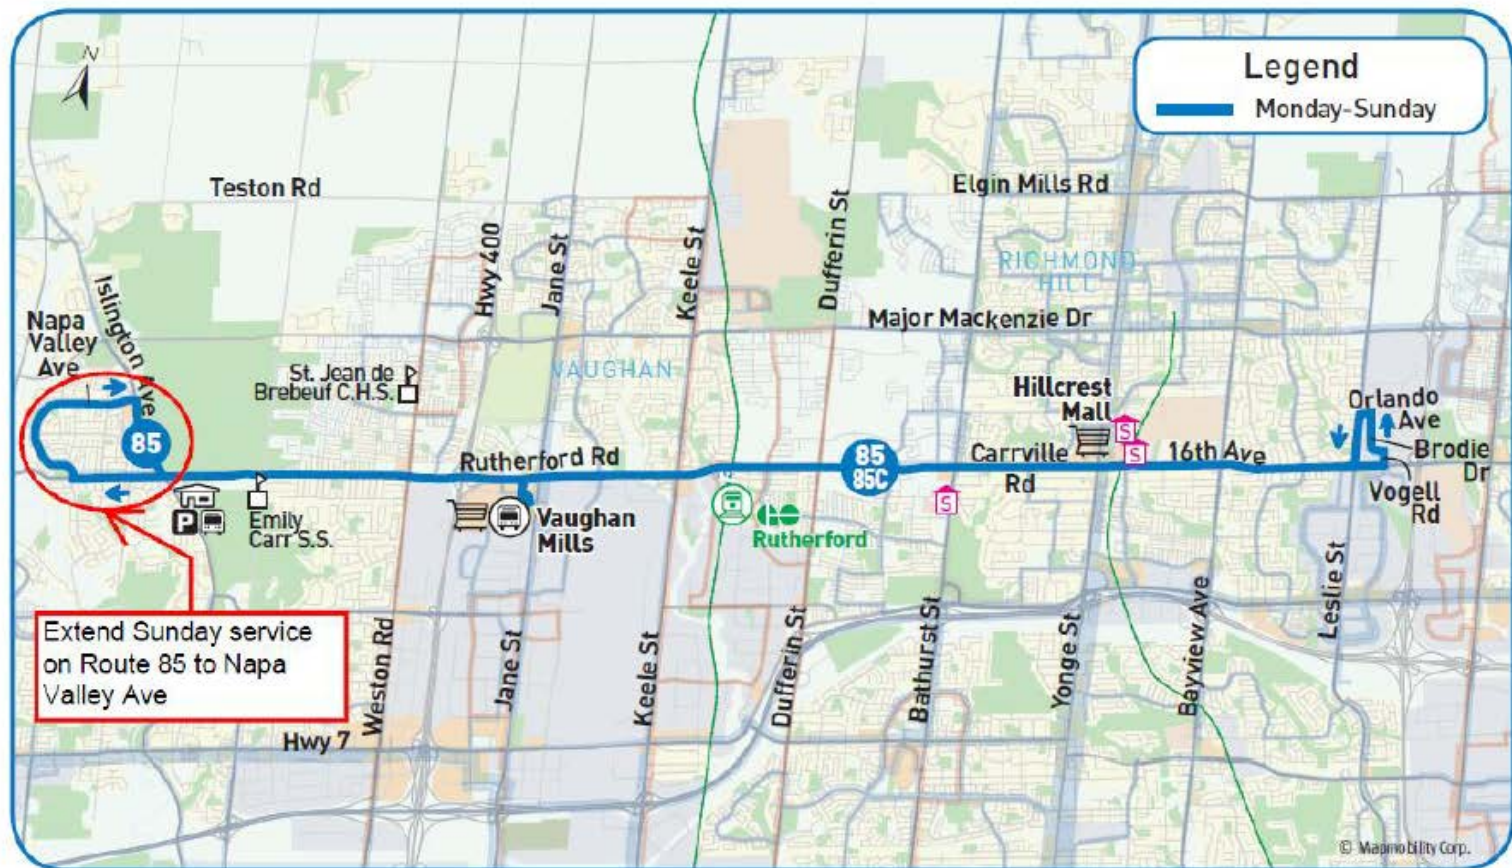 N
Legend
Monday-Sunday
Teston Rd
Elgin Mills Rd
Islington Ave
Hwy 400
Jane St
Keele St
Dufferin St
RICHMOND
HILL
Napa
Valley
Ave
Major Mackenzie Dr
St. Jean de
Brebeuf C.H.S.
VAUGHAN
Hillcrest
Mall
Orlando
Ave
85
Rutherford Rd
85
85C
Carrville
Rd
S
S
16th Ave
Brodie
Dr
Vogell
Rd
P
Emily
Carr S.S.
Vaughan
Mills
GO
Rutherford
S
Extend Sunday service
on Route 85 to Napa
Valley Ave
Weston Rd
Jane St
Keele St
Dufferin St
Bathurst St
Yonge St
Bayview Ave
Leslie St
Hwy 7
© Mapmobility Corp.